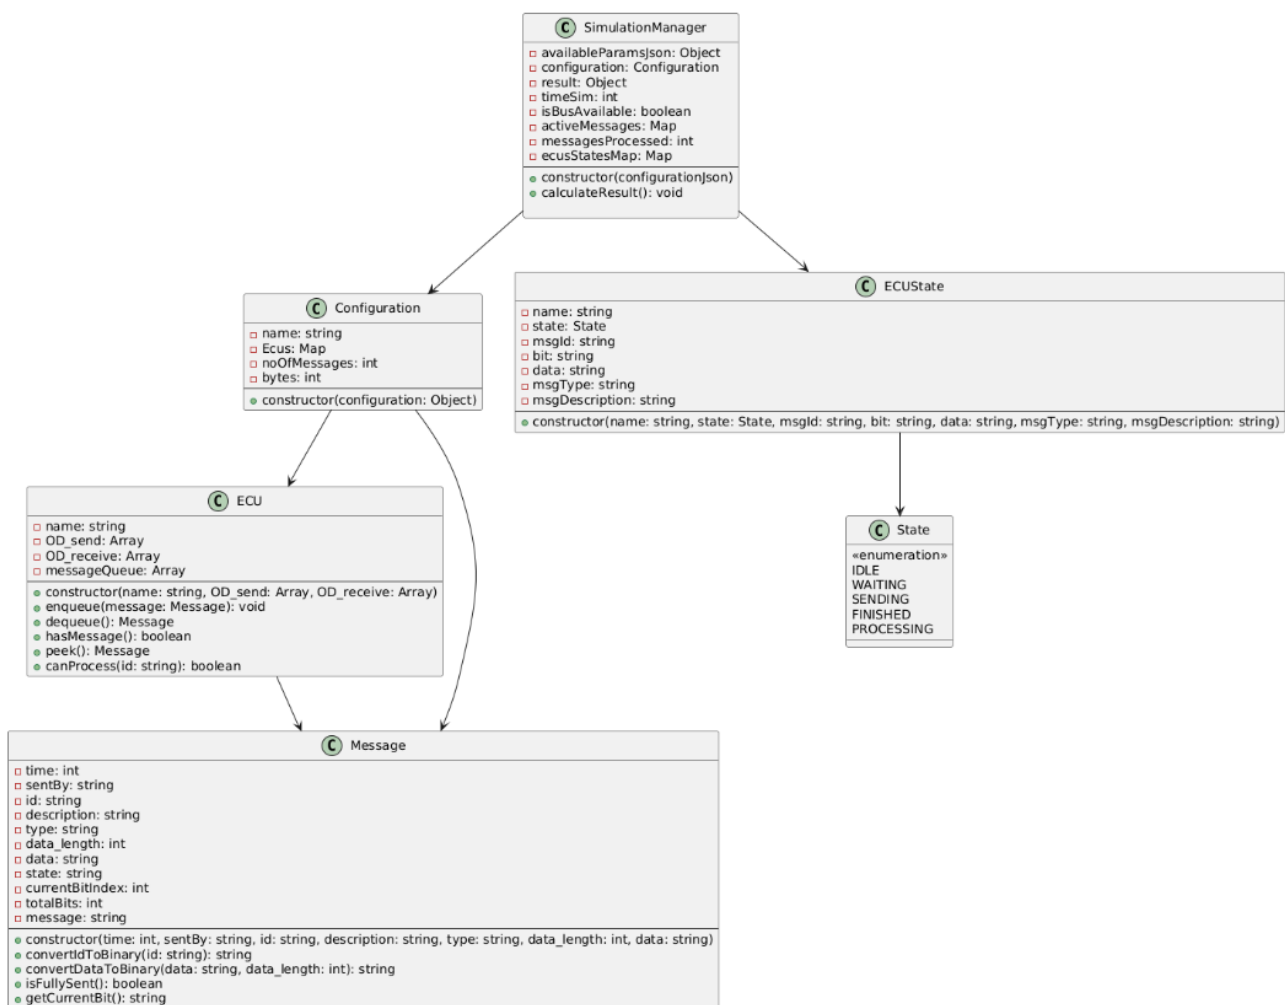 C SimulationManager
availableParamsJson: Object
configuration: Configuration
result: Object
timeSim: int
isBusAvailable: boolean
activeMessages: Map
messagesProcessed: int
ecusStatesMap: Map
constructor(configurationJson)
calculateResult(): void
C Configuration
name: string
Ecus: Map
noOfMessages: int
bytes: int
constructor(configuration: Object)
C ECUState
name: string
state: State
msgId: string
bit: string
data: string
msgType: string
msgDescription: string
constructor(name: string, state: State, msgId: string, bit: string, data: string, msgType: string, msgDescription: string)
C ECU
name: string
OD_send: Array
OD_receive: Array
messageQueue: Array
constructor(name: string, OD_send: Array, OD_receive: Array)
enqueue(message: Message): void
dequeue(): Message
hasMessage(): boolean
peek(): Message
canProcess(id: string): boolean
C State
«enumeration»
IDLE
WAITING
SENDING
FINISHED
PROCESSING
C Message
time: int
sentBy: string
id: string
description: string
type: string
data_length: int
data: string
state: string
currentBitIndex: int
totalBits: int
message: string
constructor(time: int, sentBy: string, id: string, description: string, type: string, data_length: int, data: string)
convertIdToBinary(id: string): string
convertDataToBinary(data: string, data_length: int): string
isFullySent(): boolean
getCurrentBit(): string